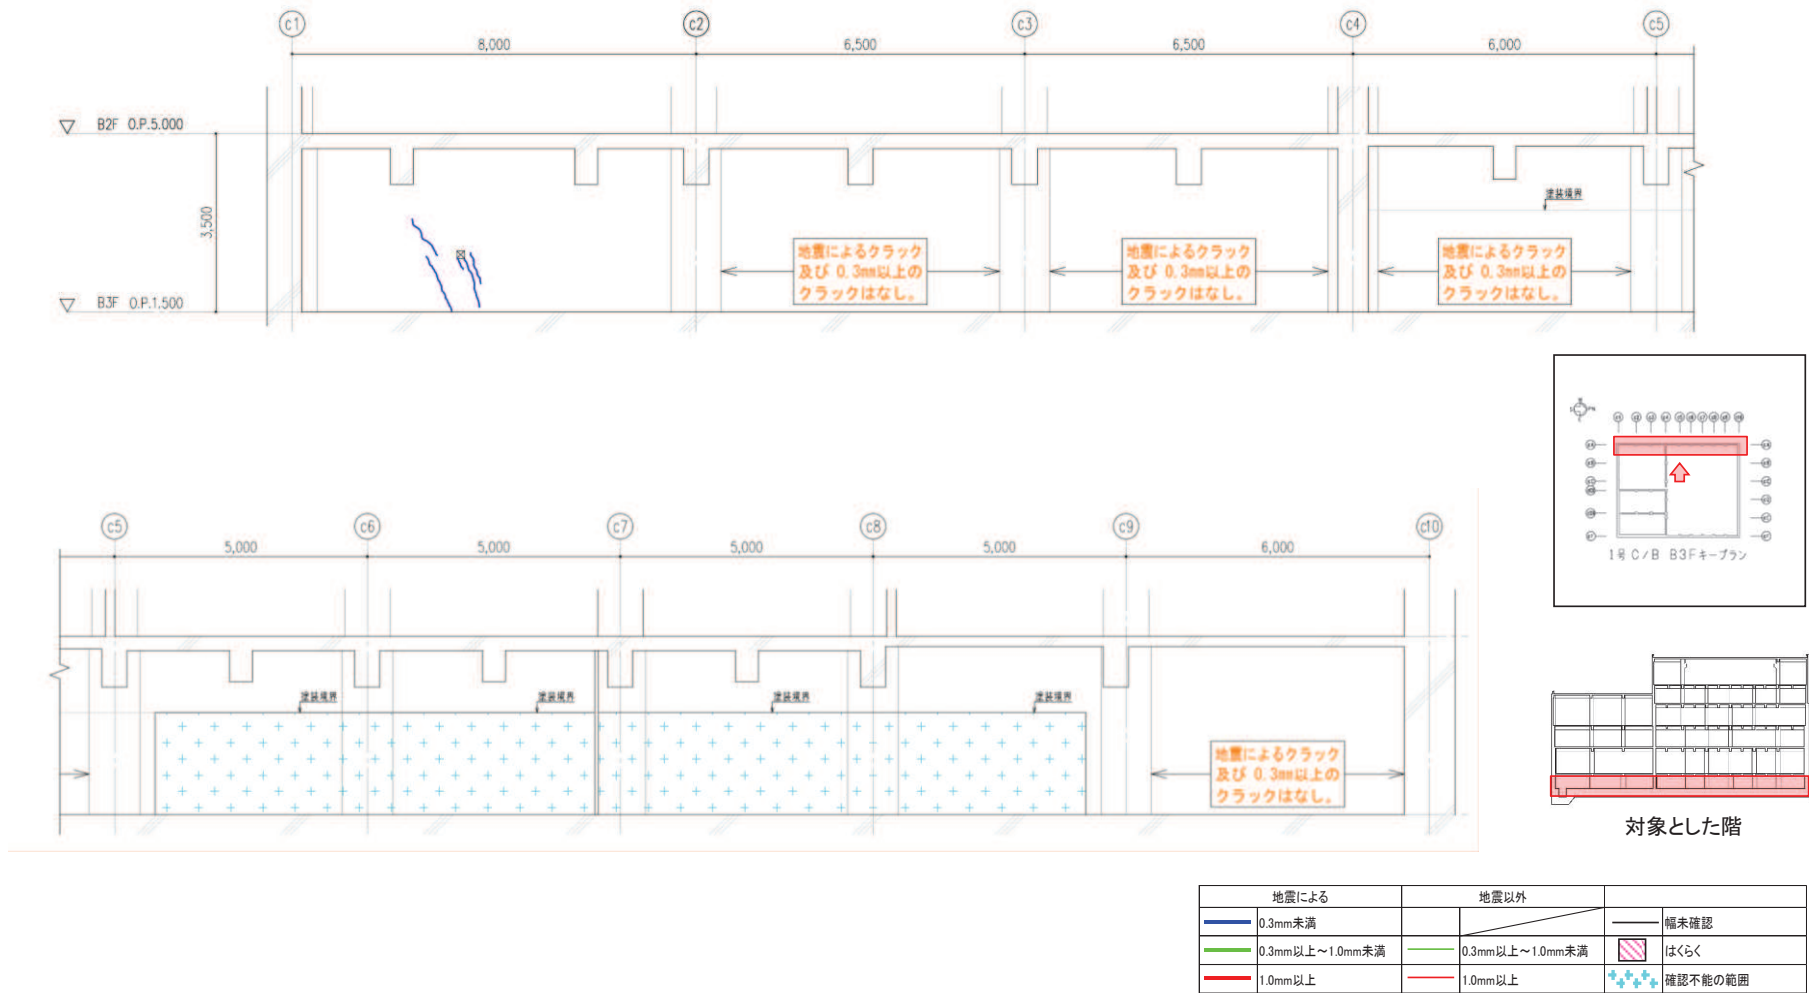 c1 c2 c3 c4 c5
8,000 6,500 6,500 6,000
B2F O.P.5.000
3,500
B3F O.P.1,500
塗装境界
地震によるクラック
及び 0.3mm以上の
クラックはなし。
地震によるクラック
及び 0.3mm以上の
クラックはなし。
地震によるクラック
及び 0.3mm以上の
クラックはなし。
1号 C/B B3Fキープラン
c5 c6 c7 c8 c9 c10
5,000 5,000 5,000 5,000 6,000
塗装境界 塗装境界 塗装境界 塗装境界
地震によるクラック
及び 0.3mm以上の
クラックはなし。
対象とした階
地震による 地震以外
0.3mm未満 幅未確認
0.3mm以上～1.0mm未満 0.3mm以上～1.0mm未満 はくらく
1.0mm以上 1.0mm以上 確認不能の範囲